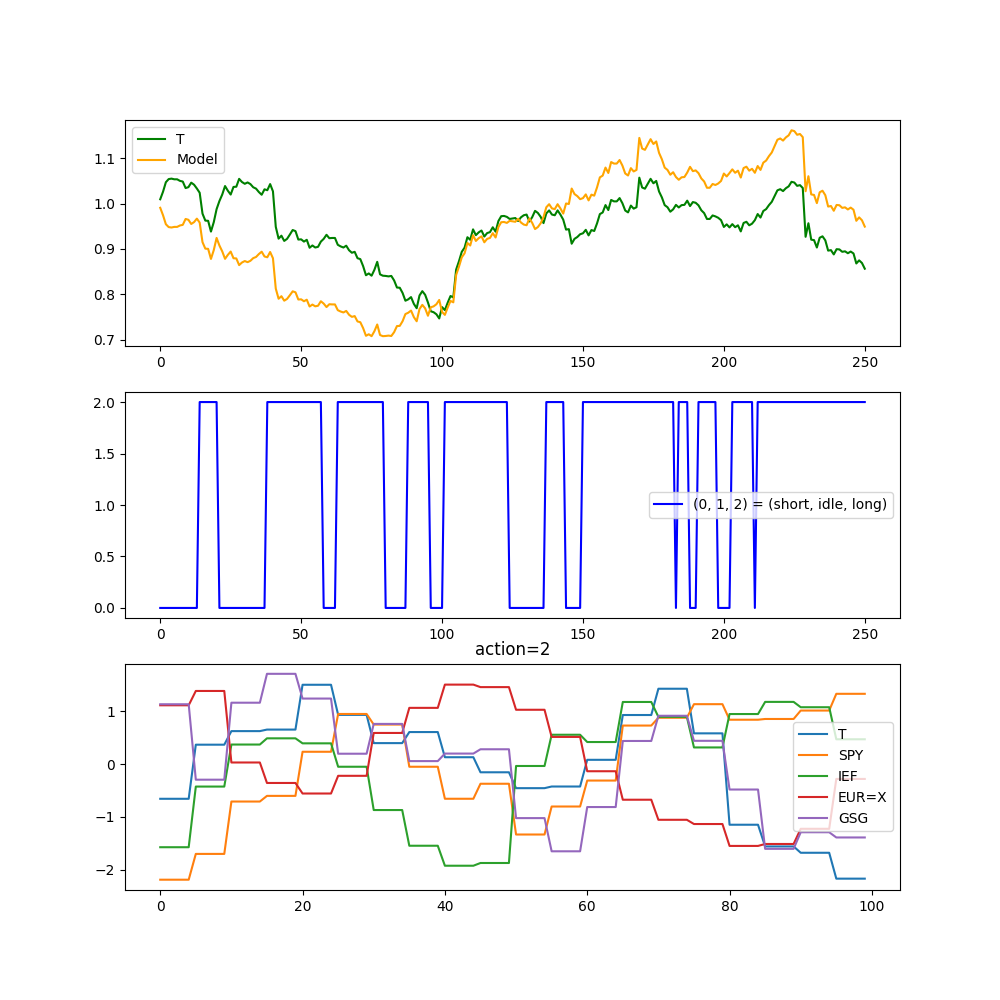 T
Model
1.1
1.0
0.9
0.8
0.7
0 50 100 150 200 250
2.0
1.5
1.0
0.5
0.0
(0, 1, 2) = (short, idle, long)
0 50 100 150 200 250
action=2
1
0
−1
−2
T
SPY
IEF
EUR=X
GSG
0 20 40 60 80 100